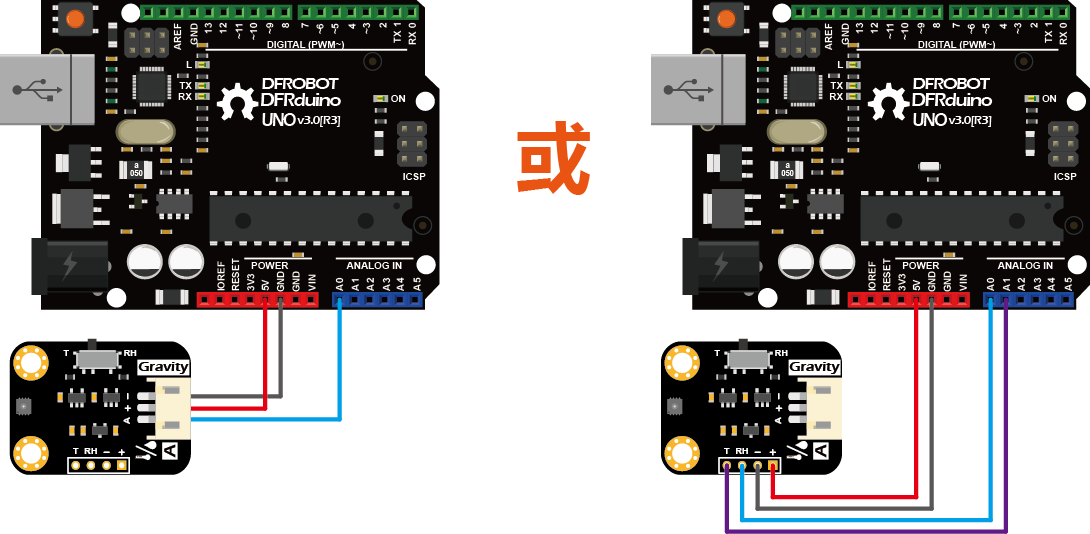 AREF
GND
13
12
~11
~10
~9
8
7
~6
~5
4
~3
2
TX 1
RX 0
DIGITAL (PWM~)
L
TX
RX
DFROBOT
DFRduino
UNO v3.0[R3]
ON
ICSP
a
050
POWER
ANALOG IN
IOREF
RESET
3V3
5V
GND
GND
VIN
A0
A1
A2
A3
A4
A5
T RH
Gravity
-
+
A
% A
T RH - +
或
AREF
GND
13
12
~11
~10
~9
8
7
~6
~5
4
~3
2
TX 1
RX 0
DIGITAL (PWM~)
L
TX
RX
DFROBOT
DFRduino
UNO v3.0[R3]
ON
ICSP
a
050
POWER
ANALOG IN
IOREF
RESET
3V3
5V
GND
GND
VIN
A0
A1
A2
A3
A4
A5
T RH
Gravity
-
+
A
% A
T RH - +